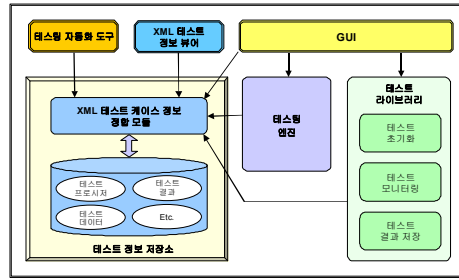 테스팅 자동화 도구
XML 테스트
정보 뷰어
GUI
XML 테스트 케이스 정보
정합 모듈
테스팅
엔진
테스트
라이브러리
테스트
초기화
테스트
모니터링
테스트
결과 저장
테스트
프로시저
테스트
결과
테스트
데이터
Etc.
테스트 정보 저장소